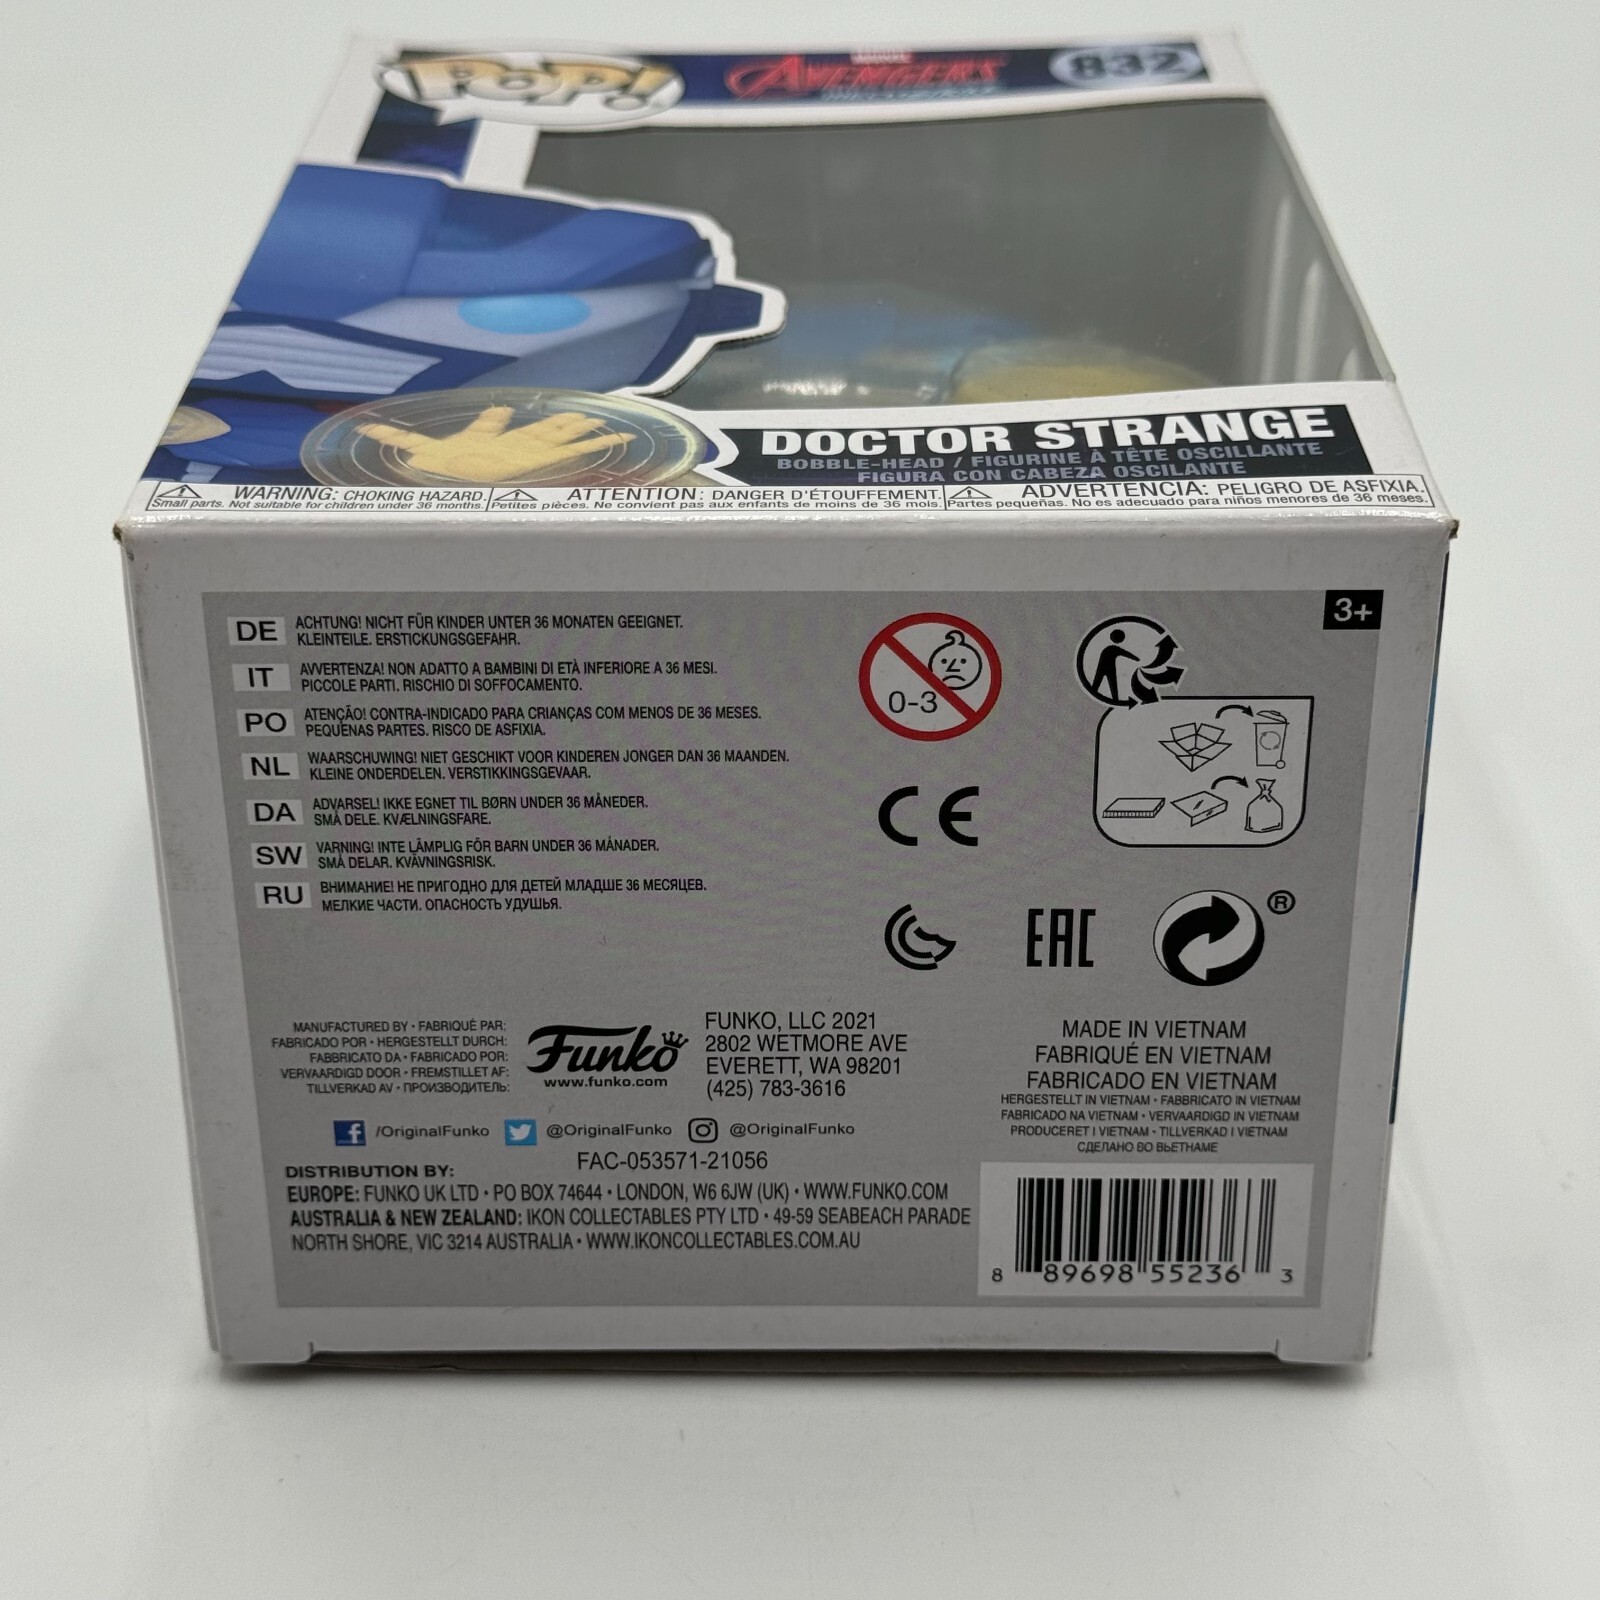 POP!
MARVEL
AVENGERS
832
DOCTOR STRANGE
BOBBLE-HEAD / FIGURINE À TÊTE OSCILLANTE
FIGURA CON CABEZA OSCILANTE
WARNING: CHOKING HAZARD.
Small parts. Not suitable for children under 36 months.
ATTENTION: DANGER D'ÉTOUFFEMENT.
Petites pièces. Ne convient pas aux enfants de moins de 36 mois.
ADVERTENCIA: PELIGRO DE ASFIXIA.
Partes pequeñas. No es adecuado para niños menores de 36 meses.
3+
DE ACHTUNG! NICHT FÜR KINDER UNTER 36 MONATEN GEEIGNET.
KLEINTEILE. ERSTICKUNGSGEFAHR.
IT AVVERTENZA! NON ADATTO A BAMBINI DI ETÀ INFERIORE A 36 MESI.
PICCOLE PARTI. RISCHIO DI SOFFOCAMENTO.
PO ATENÇÃO! CONTRA-INDICADO PARA CRIANÇAS COM MENOS DE 36 MESES.
PEQUENAS PARTES. RISCO DE ASFIXIA.
NL WAARSCHUWING! NIET GESCHIKT VOOR KINDEREN JONGER DAN 36 MAANDEN.
KLEINE ONDERDELEN. VERSTIKKINGSGEVAAR.
DA ADVARSEL! IKKE EGNET TIL BØRN UNDER 36 MÅNEDER.
SMÅ DELE. KVÆLNINGSFARE.
SW VARNING! INTE LÄMPLIG FÖR BARN UNDER 36 MÅNADER.
SMÅ DELAR. KVÄVNINGSRISK.
RU ВНИМАНИЕ! НЕ ПРИГОДНО ДЛЯ ДЕТЕЙ МЛАДШЕ 36 МЕСЯЦЕВ.
МЕЛКИЕ ЧАСТИ. ОПАСНОСТЬ УДУШЬЯ.
0-3
CE
EAC
®
MANUFACTURED BY • FABRIQUÉ PAR:
FABRICADO POR • HERGESTELLT DURCH:
FABBRICATO DA • FABRICADO POR:
VERVAARDIGD DOOR • FREMSTILLET AF:
TILLVERKAD AV • ПРОИЗВОДИТЕЛЬ:
Funko
www.funko.com
FUNKO, LLC 2021
2802 WETMORE AVE
EVERETT, WA 98201
(425) 783-3616
MADE IN VIETNAM
FABRIQUÉ EN VIETNAM
FABRICADO EN VIETNAM
HERGESTELLT IN VIETNAM • FABBRICATO IN VIETNAM
FABRICADO NA VIETNAM • VERVAARDIGD IN VIETNAM
PRODUCERET I VIETNAM • TILLVERKAD I VIETNAM
СДЕЛАНО ВО ВЬЕТНАМЕ
f /OriginalFunko @OriginalFunko @OriginalFunko
FAC-053571-21056
DISTRIBUTION BY:
EUROPE: FUNKO UK LTD • PO BOX 74644 • LONDON, W6 6JW (UK) • WWW.FUNKO.COM
AUSTRALIA & NEW ZEALAND: IKON COLLECTABLES PTY LTD • 49-59 SEABEACH PARADE
NORTH SHORE, VIC 3214 AUSTRALIA • WWW.IKONCOLLECTABLES.COM.AU
8 89698 55236 3